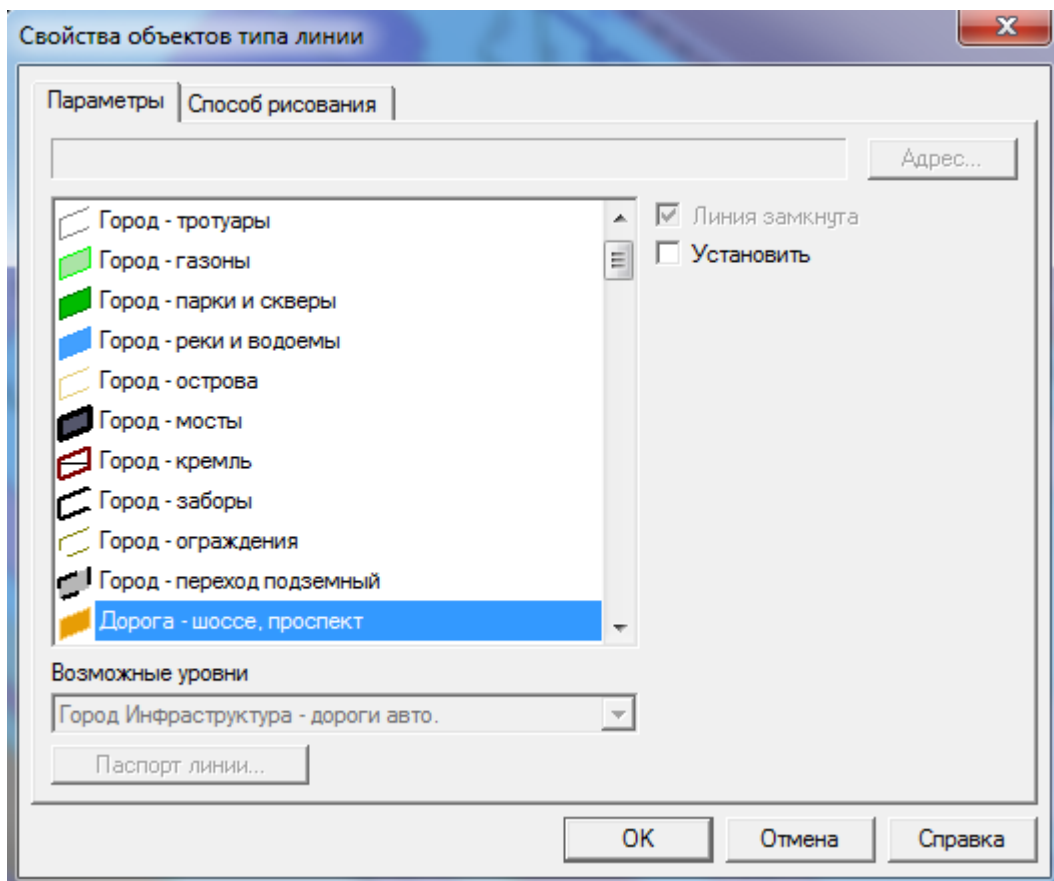 Свойства объектов типа линии
Параметры
Способ рисования
Адрес...
Город - тротуары
Город - газоны
Город - парки и скверы
Город - реки и водоемы
Город - острова
Город - мосты
Город - кремль
Город - заборы
Город - ограждения
Город - переход подземный
Дорога - шоссе, проспект
Линия замкнута
Установить
Возможные уровни
Город Инфраструктура - дороги авто.
Паспорт линии...
OK
Отмена
Справка